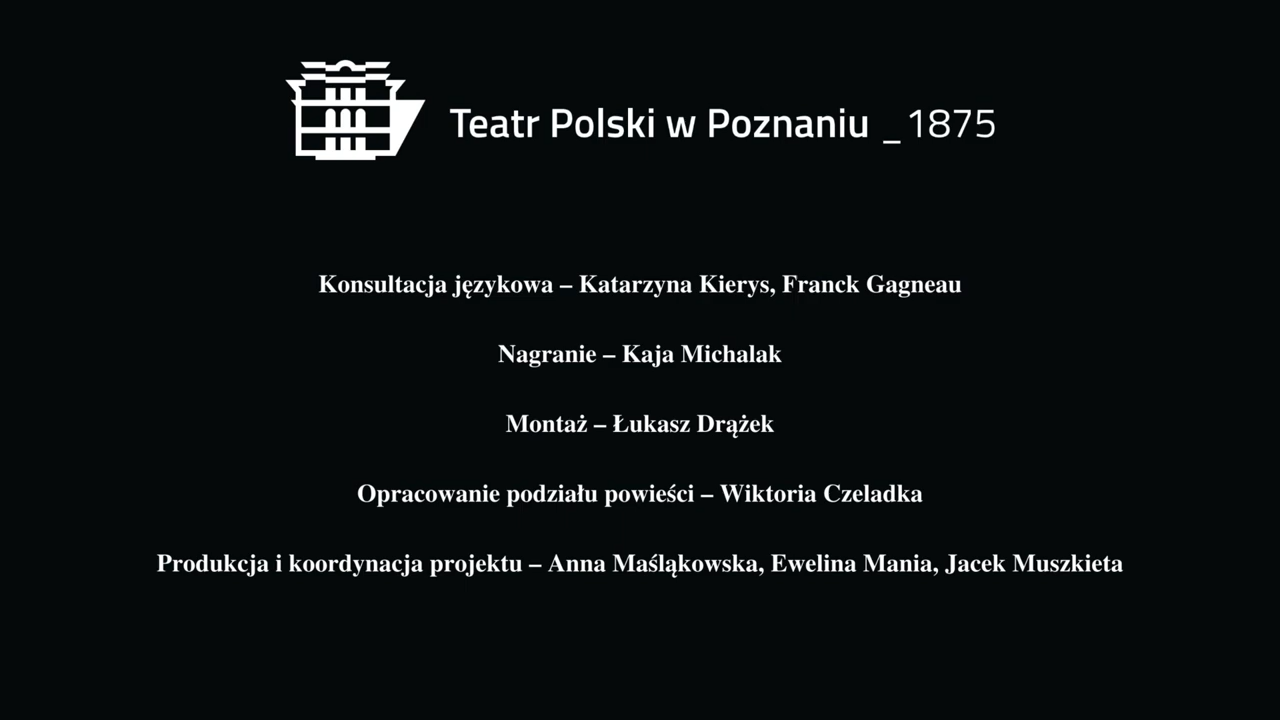 Teatr Polski w Poznaniu _1875
Konsultacja językowa – Katarzyna Kierys, Franck Gagneau
Nagranie – Kaja Michalak
Montaż – Łukasz Drążek
Opracowanie podziału powieści – Wiktoria Czeladka
Produkcja i koordynacja projektu – Anna Maśląkowska, Ewelina Mania, Jacek Muszkieta